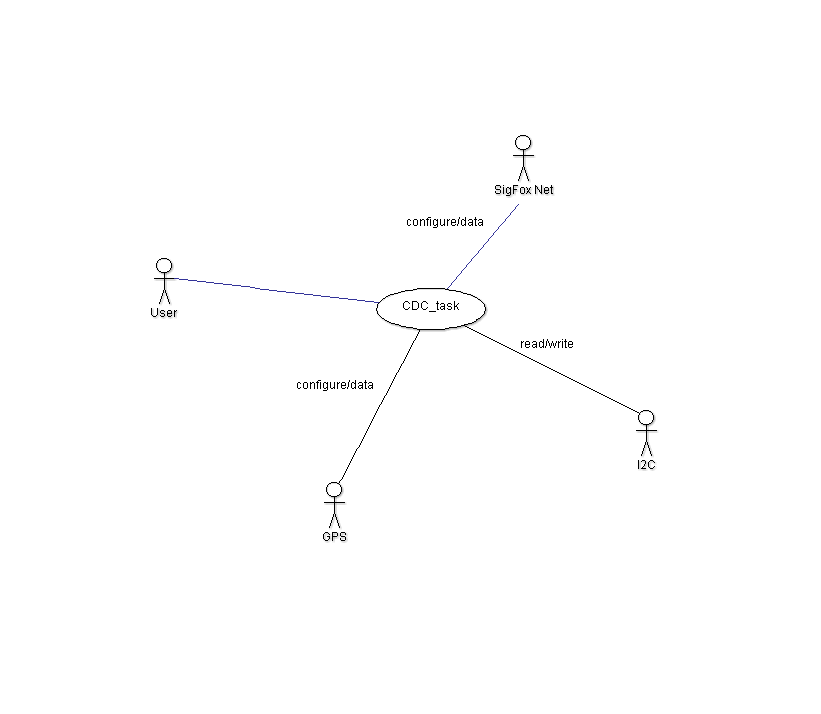 SigFox Net
configure/data
User
CDC_task
read/write
configure/data
I2C
GPS